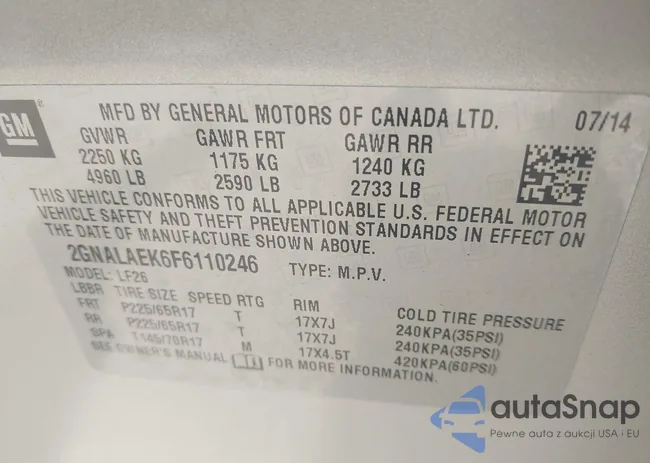 GM
MFD BY GENERAL MOTORS OF CANADA LTD. 07/14
GVWR GAWR FRT GAWR RR
2250 KG 1175 KG 1240 KG
4960 LB 2590 LB 2733 LB
THIS VEHICLE CONFORMS TO ALL APPLICABLE U.S. FEDERAL MOTOR
VEHICLE SAFETY AND THEFT PREVENTION STANDARDS IN EFFECT ON
THE DATE OF MANUFACTURE SHOWN ABOVE.
2GNALAEK6F6110246 TYPE: M.P.V.
MODEL: LF26
LBBR TIRE SIZE SPEED RTG RIM COLD TIRE PRESSURE
FRT P225/65R17 T 17X7J 240KPA(35PSI)
RR P225/65R17 T 17X7J 240KPA(35PSI)
SPA T145/70R17 M 17X4.5T 420KPA(60PSI)
SEE OWNER'S MANUAL FOR MORE INFORMATION.
autaSnap
Pewne auta z aukcji USA i EU